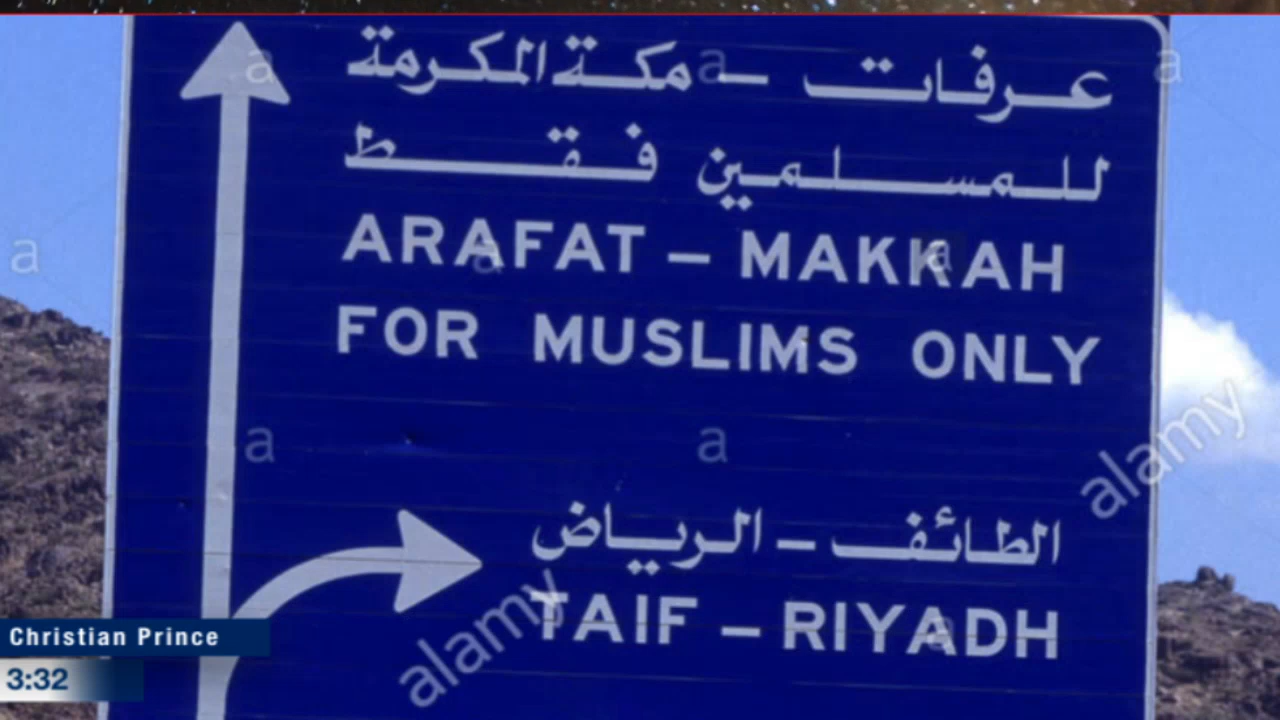 عرفات - مكة المكرمة
للمسلمين فقط
ARAFAT - MAKKAH
FOR MUSLIMS ONLY
الطائف - الرياض
TAIF - RIYADH
alamy
alamy
a
a
a
a
a
a
a
a
a
Christian Prince
3:32